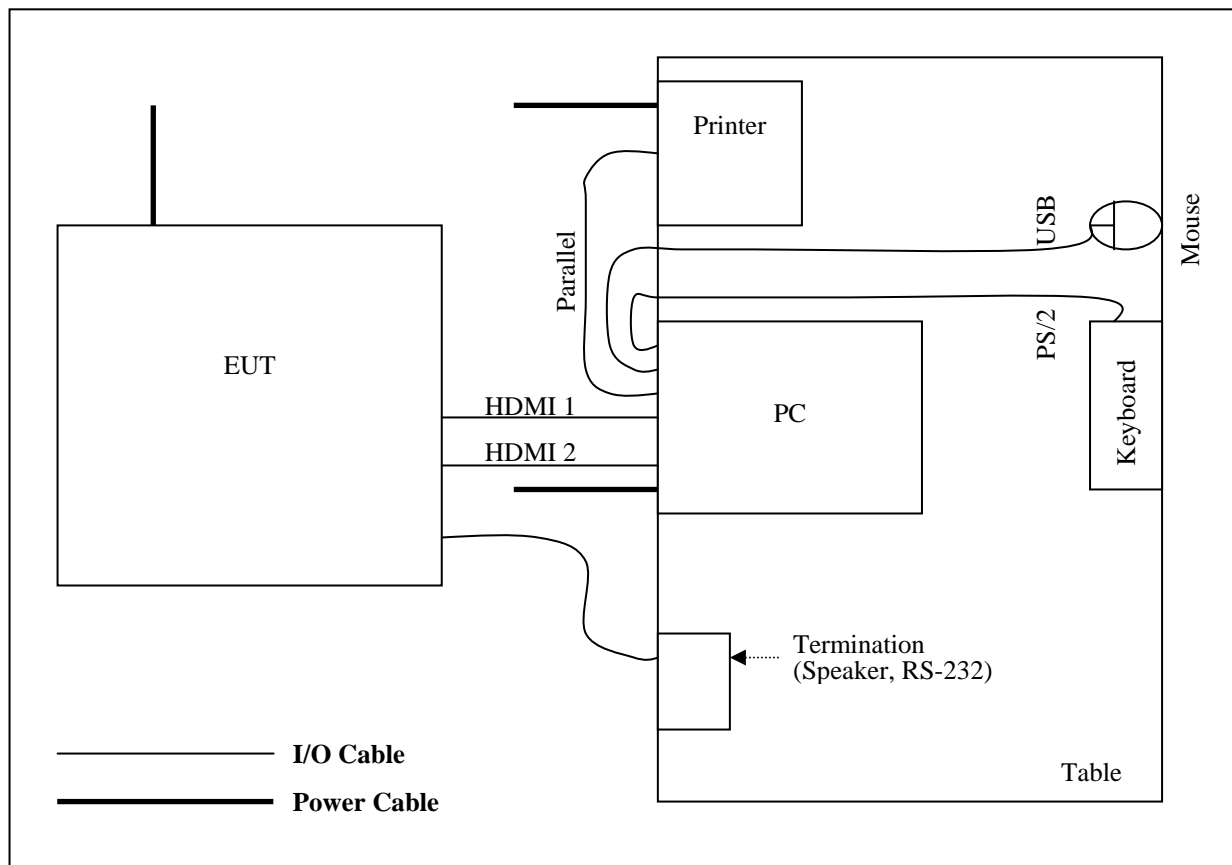 Printer
USB
Mouse
Parallel
PS/2
EUT
HDMI 1
PC
Keyboard
HDMI 2
Termination
(Speaker, RS-232)
I/O Cable
Table
Power Cable